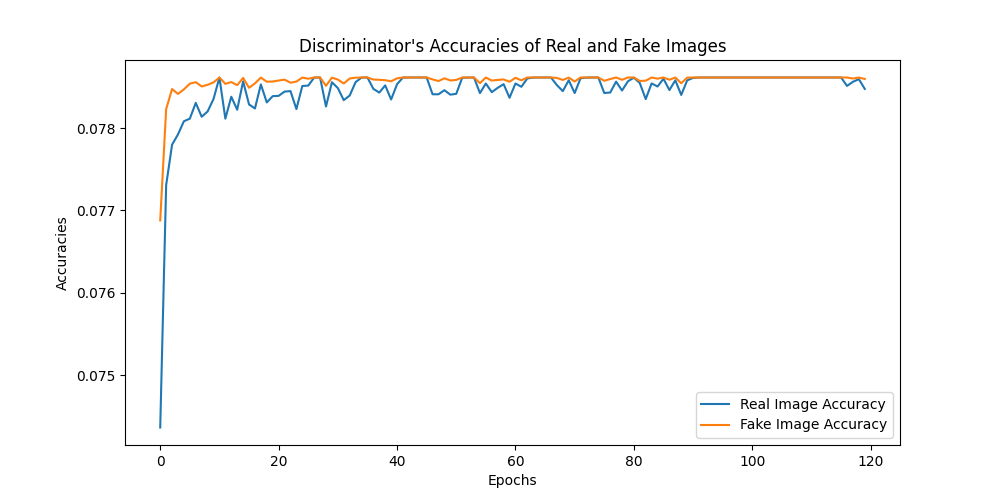 Discriminator's Accuracies of Real and Fake Images
0.078
0.077
0.076
0.075
Accuracies
0 20 40 60 80 100 120
Epochs
Real Image Accuracy
Fake Image Accuracy